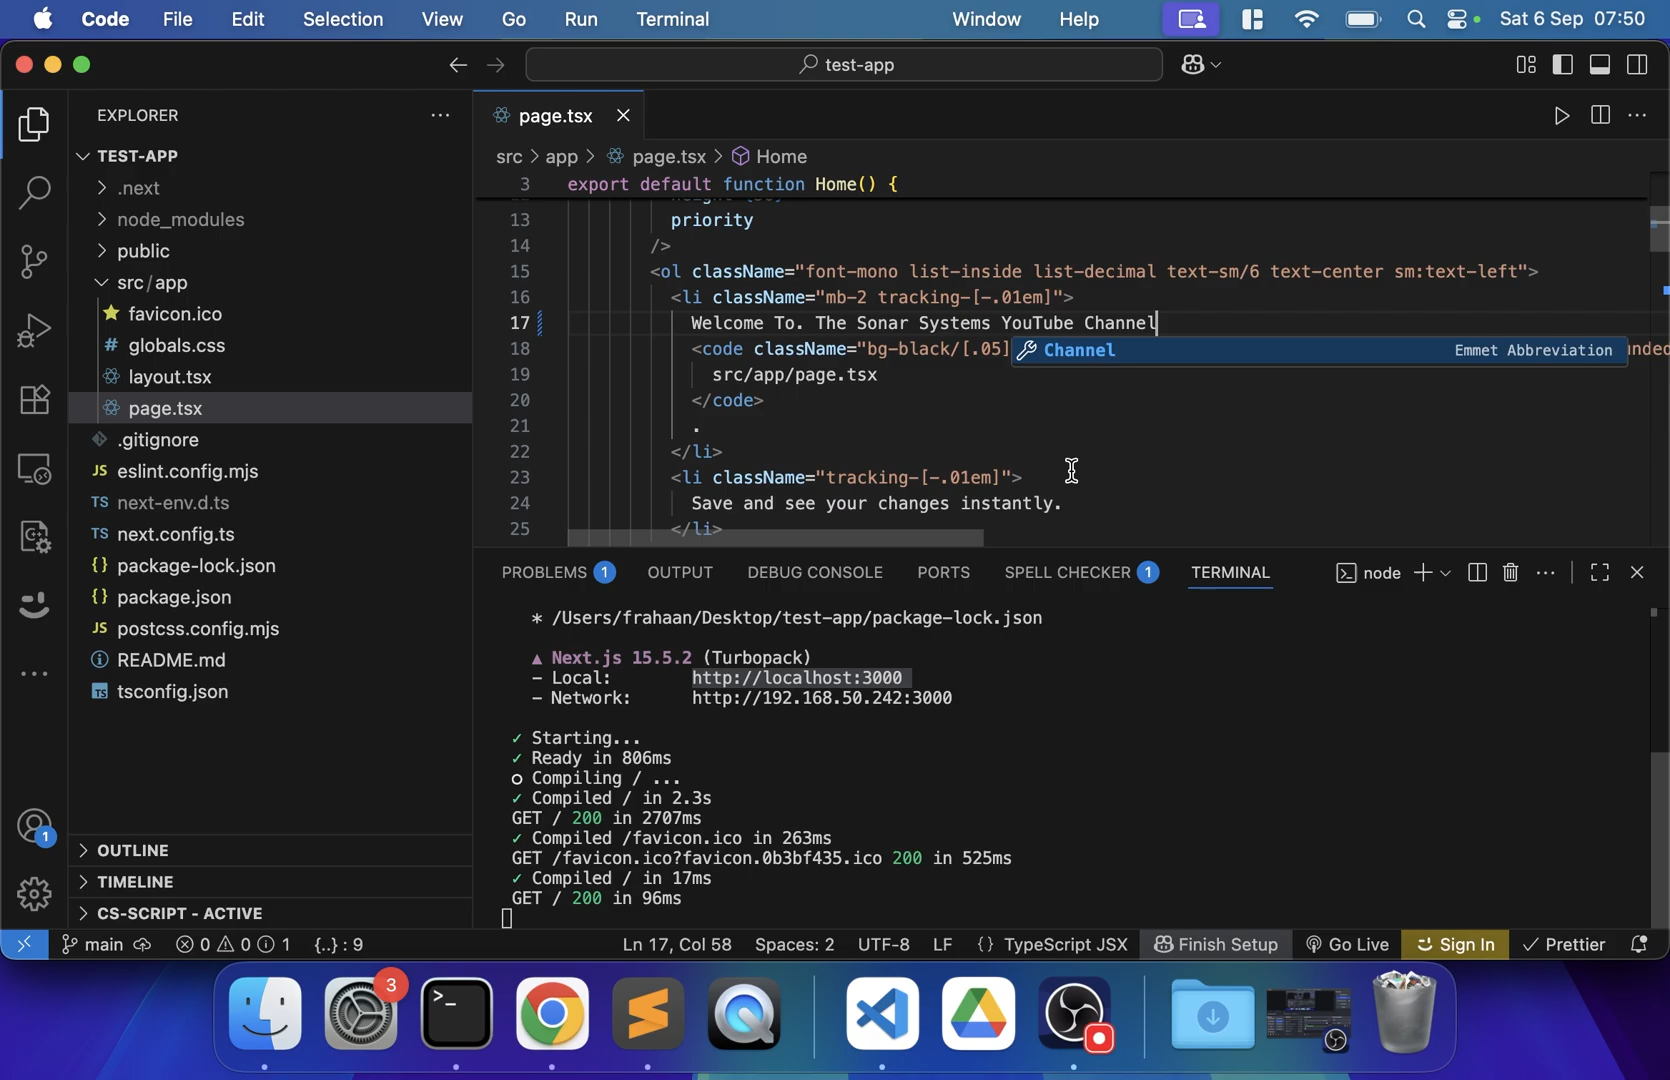 Code File Edit Selection View Go Run Terminal Window Help Sat 6 Sep 07:50
test-app
EXPLORER
TEST-APP
.next
node_modules
public
src/app
favicon.ico
# globals.css
layout.tsx
page.tsx
.gitignore
JS eslint.config.mjs
TS next-env.d.ts
TS next.config.ts
{} package-lock.json
{} package.json
JS postcss.config.mjs
README.md
TS tsconfig.json
OUTLINE
TIMELINE
CS-SCRIPT - ACTIVE
page.tsx
src > app > page.tsx > Home
3 export default function Home() {
13 priority
14 />
15 <ol className="font-mono list-inside list-decimal text-sm/6 text-center sm:text-left">
16 <li className="mb-2 tracking-[-.01em]">
17 Welcome To. The Sonar Systems YouTube Channel
18 <code className="bg-black/[.05]
Channel Emmet Abbreviation
19 src/app/page.tsx
20 </code>
21 .
22 </li>
23 <li className="tracking-[-.01em]">
24 Save and see your changes instantly.
25 </li>
PROBLEMS 1 OUTPUT DEBUG CONSOLE PORTS SPELL CHECKER 1 TERMINAL node
* /Users/frahaan/Desktop/test-app/package-lock.json
▲ Next.js 15.5.2 (Turbopack)
- Local: http://localhost:3000
- Network: http://192.168.50.242:3000
✓ Starting...
✓ Ready in 806ms
○ Compiling / ...
✓ Compiled / in 2.3s
GET / 200 in 2707ms
✓ Compiled /favicon.ico in 263ms
GET /favicon.ico?favicon.0b3bf435.ico 200 in 525ms
✓ Compiled / in 17ms
GET / 200 in 96ms
1
main 0 0 1 {..} : 9 Ln 17, Col 58 Spaces: 2 UTF-8 LF {} TypeScript JSX Finish Setup Go Live Sign In ✓ Prettier
3